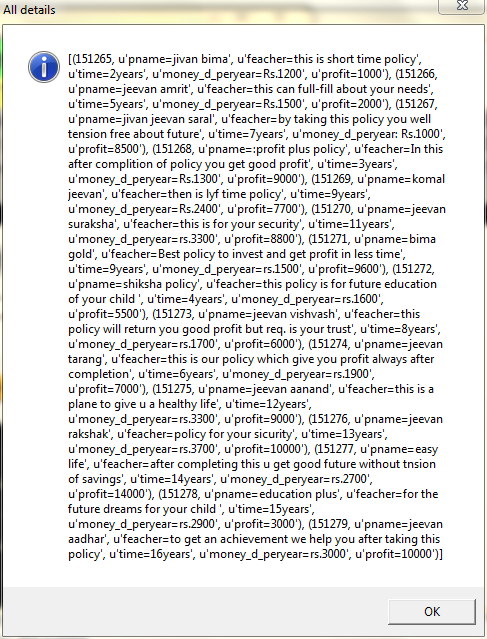 All details
[(151265, u'pname=jivan bima', u'feacher=this is short time policy',
u'time=2years', u'money_d_peryear=Rs.1200', u'profit=1000'), (151266,
u'pname=jeevan amrit', u'feacher=this can full-fill about your needs',
u'time=5years', u'money_d_peryear=Rs.1500', u'profit=2000'), (151267,
u'pname=jivan jeevan saral', u'feacher=by taking this policy you well
tension free about future', u'time=7years', u'money_d_peryear: Rs.1000',
u'profit=8500'), (151268, u'pname=:profit plus policy', u'feacher=In this
after complition of policy you get good profit', u'time=3years',
u'money_d_peryear=Rs.1300', u'profit=9000'), (151269, u'pname=komal
jeevan', u'feacher=then is lyf time policy', u'time=9years',
u'money_d_peryear=Rs.2400', u'profit=7700'), (151270, u'pname=jeevan
suraksha', u'feacher=this is for your security', u'time=11years',
u'money_d_peryear=rs.3300', u'profit=8800'), (151271, u'pname=bima
gold', u'feacher=Best policy to invest and get profit in less time',
u'time=9years', u'money_d_peryear=rs.1500', u'profit=9600'), (151272,
u'pname=shiksha policy', u'feacher=this policy is for future education
of your child ', u'time=4years', u'money_d_peryear=rs.1600',
u'profit=5500'), (151273, u'pname=jeevan vishvash', u'feacher=this
policy will return you good profit but req. is your trust', u'time=8years',
u'money_d_peryear=rs.1700', u'profit=6000'), (151274, u'pname=jeevan
tarang', u'feacher=this is our policy which give you profit always after
completion', u'time=6years', u'money_d_peryear=rs.1900',
u'profit=7000'), (151275, u'pname=jeevan aanand', u'feacher=this is a
plane to give u a healthy life', u'time=12years',
u'money_d_peryear=rs.3300', u'profit=9000'), (151276, u'pname=jeevan
rakshak', u'feacher=policy for your sicurity', u'time=13years',
u'money_d_peryear=rs.3700', u'profit=10000'), (151277, u'pname=easy
life', u'feacher=after completing this u get good future without tnsion
of savings', u'time=14years', u'money_d_peryear=rs.2700',
u'profit=14000'), (151278, u'pname=education plus', u'feacher=for the
future dreams for your child ', u'time=15years',
u'money_d_peryear=rs.2900', u'profit=3000'), (151279, u'pname=jeevan
aadhar', u'feacher=to get an achievement we help you after taking this
policy', u'time=16years', u'money_d_peryear=rs.3000', u'profit=10000')]
OK